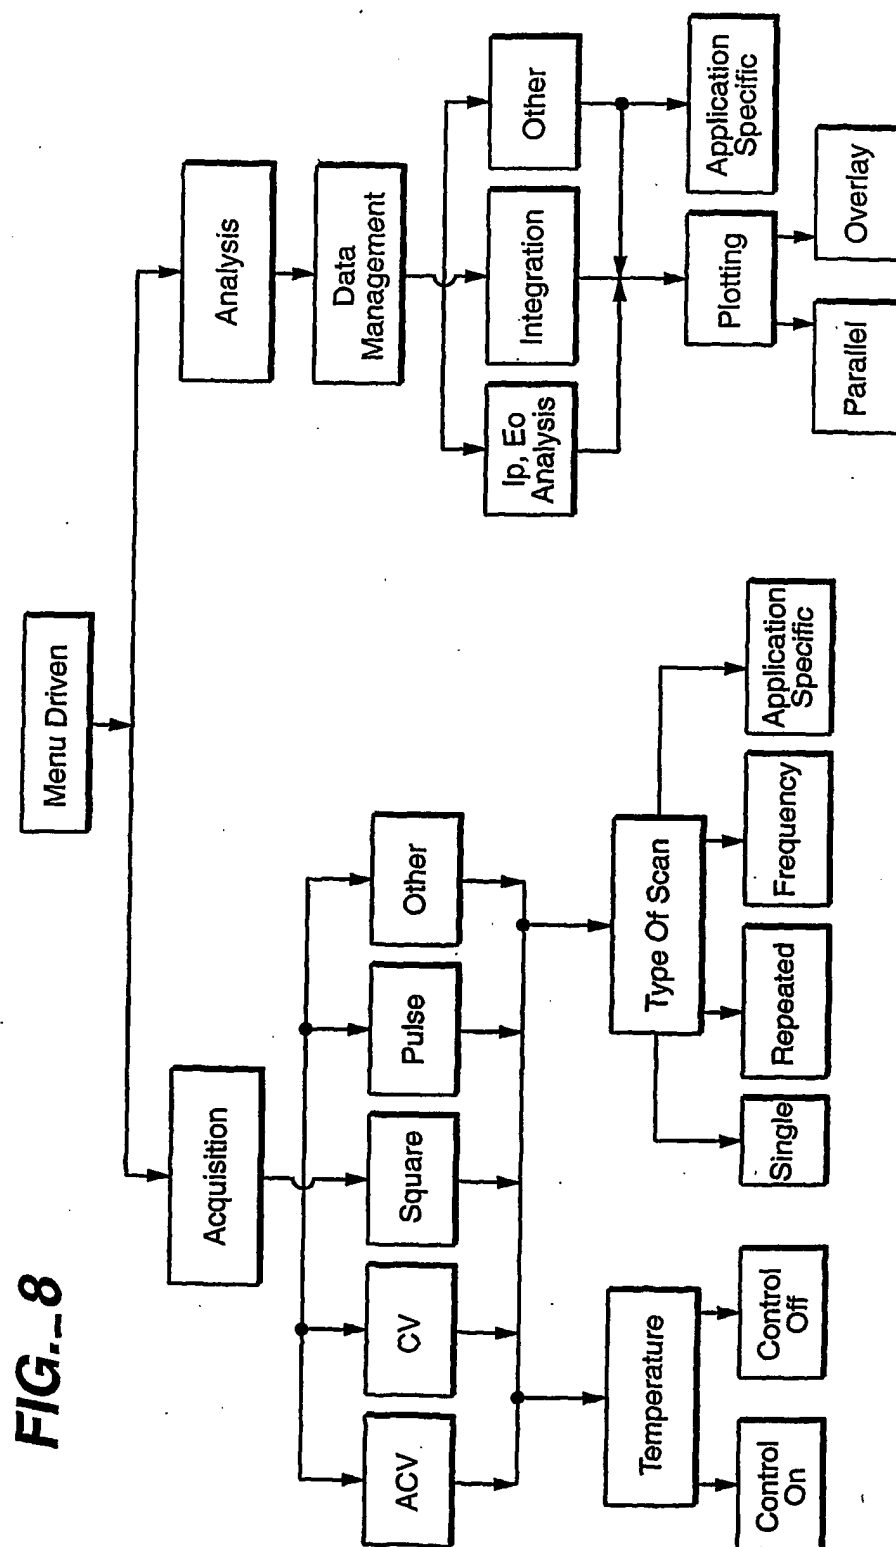 FIG._8
Menu Driven
Acquisition
Analysis
ACV
CV
Square
Pulse
Other
Data
Management
Ip, Eo
Analysis
Integration
Other
Temperature
Type Of Scan
Plotting
Application
Specific
Control
On
Control
Off
Single
Repeated
Frequency
Application
Specific
Parallel
Overlay